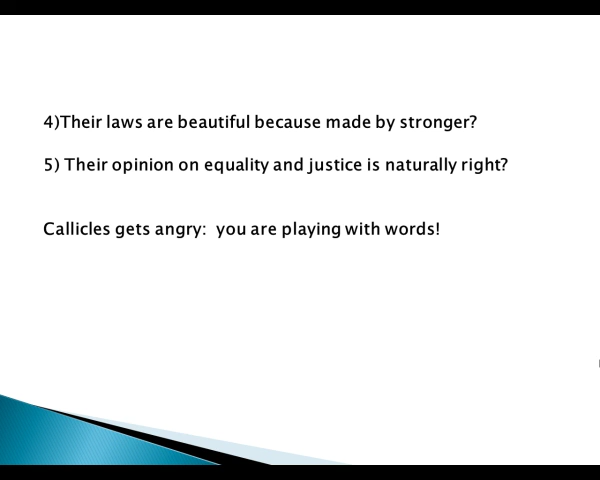 4)Their laws are beautiful because made by stronger?
5) Their opinion on equality and justice is naturally right?
Callicles gets angry:  you are playing with words!